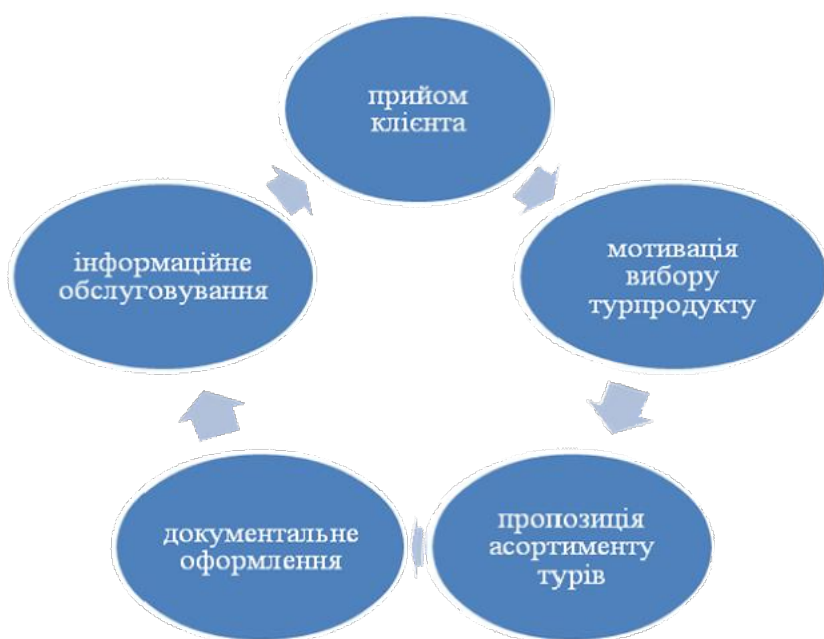 прийом
клієнта
мотивація
вибору
турпродукту
пропозиція
асортименту
турів
документальне
оформлення
інформаційне
обслуговування